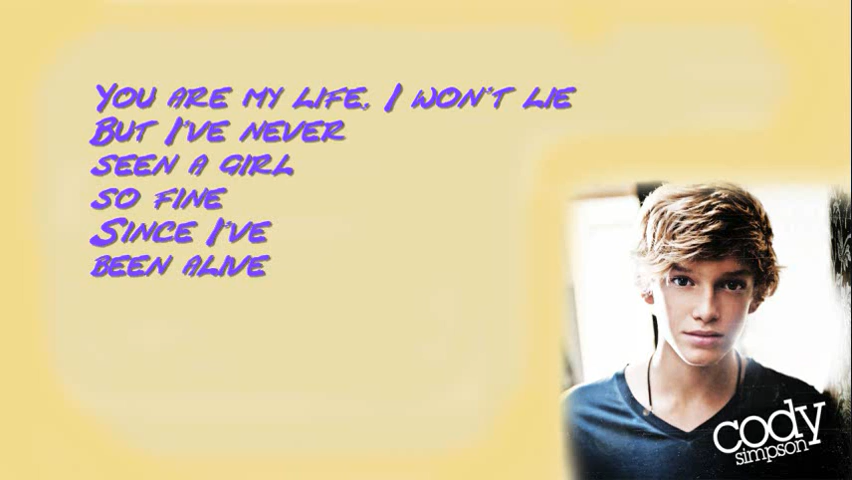 You are my life, I won't lie
But I've never
seen a girl
so fine
Since I've
been alive
cody
simpson